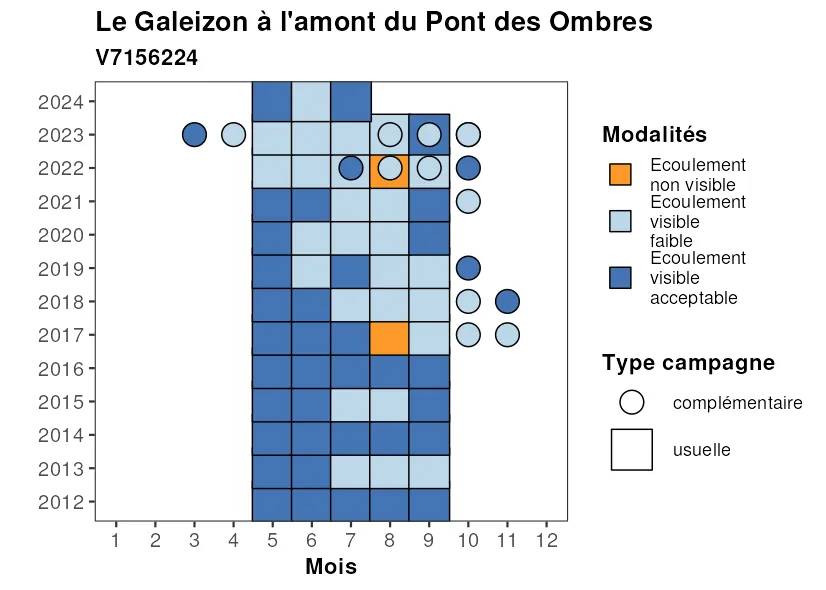 Le Galeizon à l'amont du Pont des Ombres
V7156224
2024
2023
2022
2021
2020
2019
2018
2017
2016
2015
2014
2013
2012
1 2 3 4 5 6 7 8 9 10 11 12
Mois
Modalités
Ecoulement
non visible
Ecoulement
visible
faible
Ecoulement
visible
acceptable
Type campagne
complémentaire
usuelle